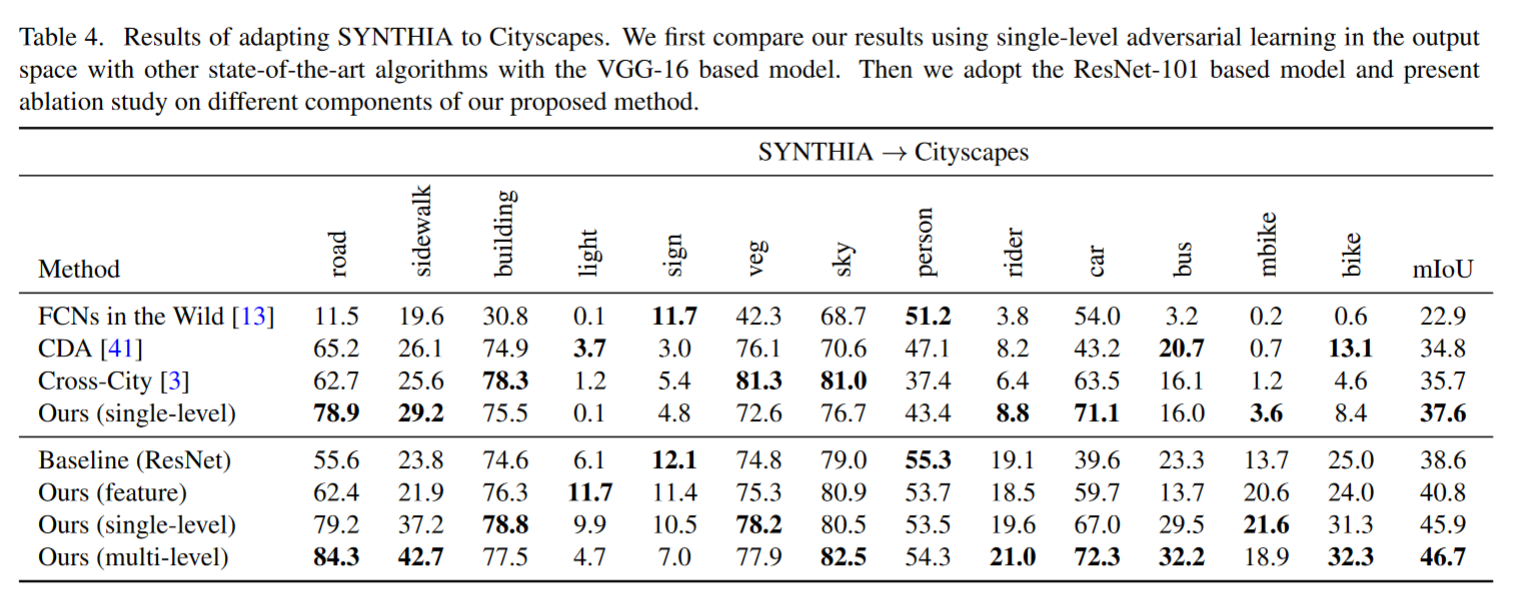 Table 4. Results of adapting SYNTHIA to Cityscapes. We first compare our results using single-level adversarial learning in the output
space with other state-of-the-art algorithms with the VGG-16 based model. Then we adopt the ResNet-101 based model and present
ablation study on different components of our proposed method.
SYNTHIA → Cityscapes
Method road sidewalk building light sign veg sky person rider car bus mbike bike mIoU
FCNs in the Wild [13] 11.5 19.6 30.8 0.1 11.7 42.3 68.7 51.2 3.8 54.0 3.2 0.2 0.6 22.9
CDA [41] 65.2 26.1 74.9 3.7 3.0 76.1 70.6 47.1 8.2 43.2 20.7 0.7 13.1 34.8
Cross-City [3] 62.7 25.6 78.3 1.2 5.4 81.3 81.0 37.4 6.4 63.5 16.1 1.2 4.6 35.7
Ours (single-level) 78.9 29.2 75.5 0.1 4.8 72.6 76.7 43.4 8.8 71.1 16.0 3.6 8.4 37.6
Baseline (ResNet) 55.6 23.8 74.6 6.1 12.1 74.8 79.0 55.3 19.1 39.6 23.3 13.7 25.0 38.6
Ours (feature) 62.4 21.9 76.3 11.7 11.4 75.3 80.9 53.7 18.5 59.7 13.7 20.6 24.0 40.8
Ours (single-level) 79.2 37.2 78.8 9.9 10.5 78.2 80.5 53.5 19.6 67.0 29.5 21.6 31.3 45.9
Ours (multi-level) 84.3 42.7 77.5 4.7 7.0 77.9 82.5 54.3 21.0 72.3 32.2 18.9 32.3 46.7